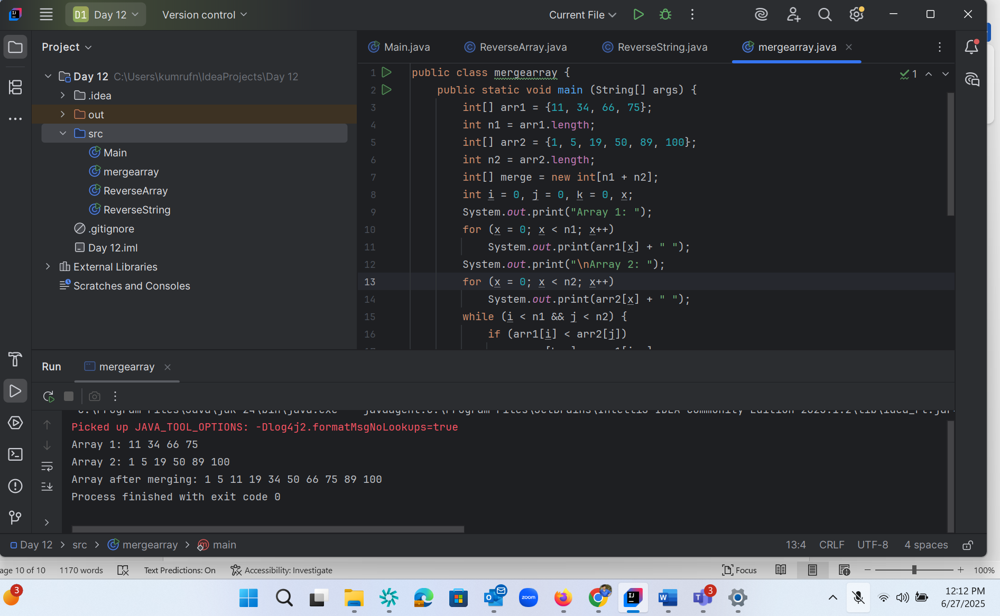 D1 Day 12
Version control
Current File
Project
Main.java
ReverseArray.java
ReverseString.java
mergearray.java
Day 12 C:\Users\kumrufn\IdeaProjects\Day 12
.idea
out
src
Main
mergearray
ReverseArray
ReverseString
.gitignore
Day 12.iml
External Libraries
Scratches and Consoles
1 public class mergearray {
1
2 public static void main (String[] args) {
3 int[] arr1 = {11, 34, 66, 75};
4 int n1 = arr1.length;
5 int[] arr2 = {1, 5, 19, 50, 89, 100};
6 int n2 = arr2.length;
7 int[] merge = new int[n1 + n2];
8 int i = 0, j = 0, k = 0, x;
9 System.out.print("Array 1: ");
10 for (x = 0; x < n1; x++)
11 System.out.print(arr1[x] + " ");
12 System.out.print("\nArray 2: ");
13 for (x = 0; x < n2; x++)
14 System.out.print(arr2[x] + " ");
15 while (i < n1 && j < n2) {
16 if (arr1[i] < arr2[j])
Run
mergearray
Picked up JAVA_TOOL_OPTIONS: -Dlog4j2.formatMsgNoLookups=true
Array 1: 11 34 66 75
Array 2: 1 5 19 50 89 100
Array after merging: 1 5 11 19 34 50 66 75 89 100
Process finished with exit code 0
Day 12 > src > mergearray > main
13:4 CRLF UTF-8 4 spaces
age 10 of 10 1170 words Text Predictions: On Accessibility: Investigate Focus 100%
3
zoom
3
12:12 PM
6/27/2025